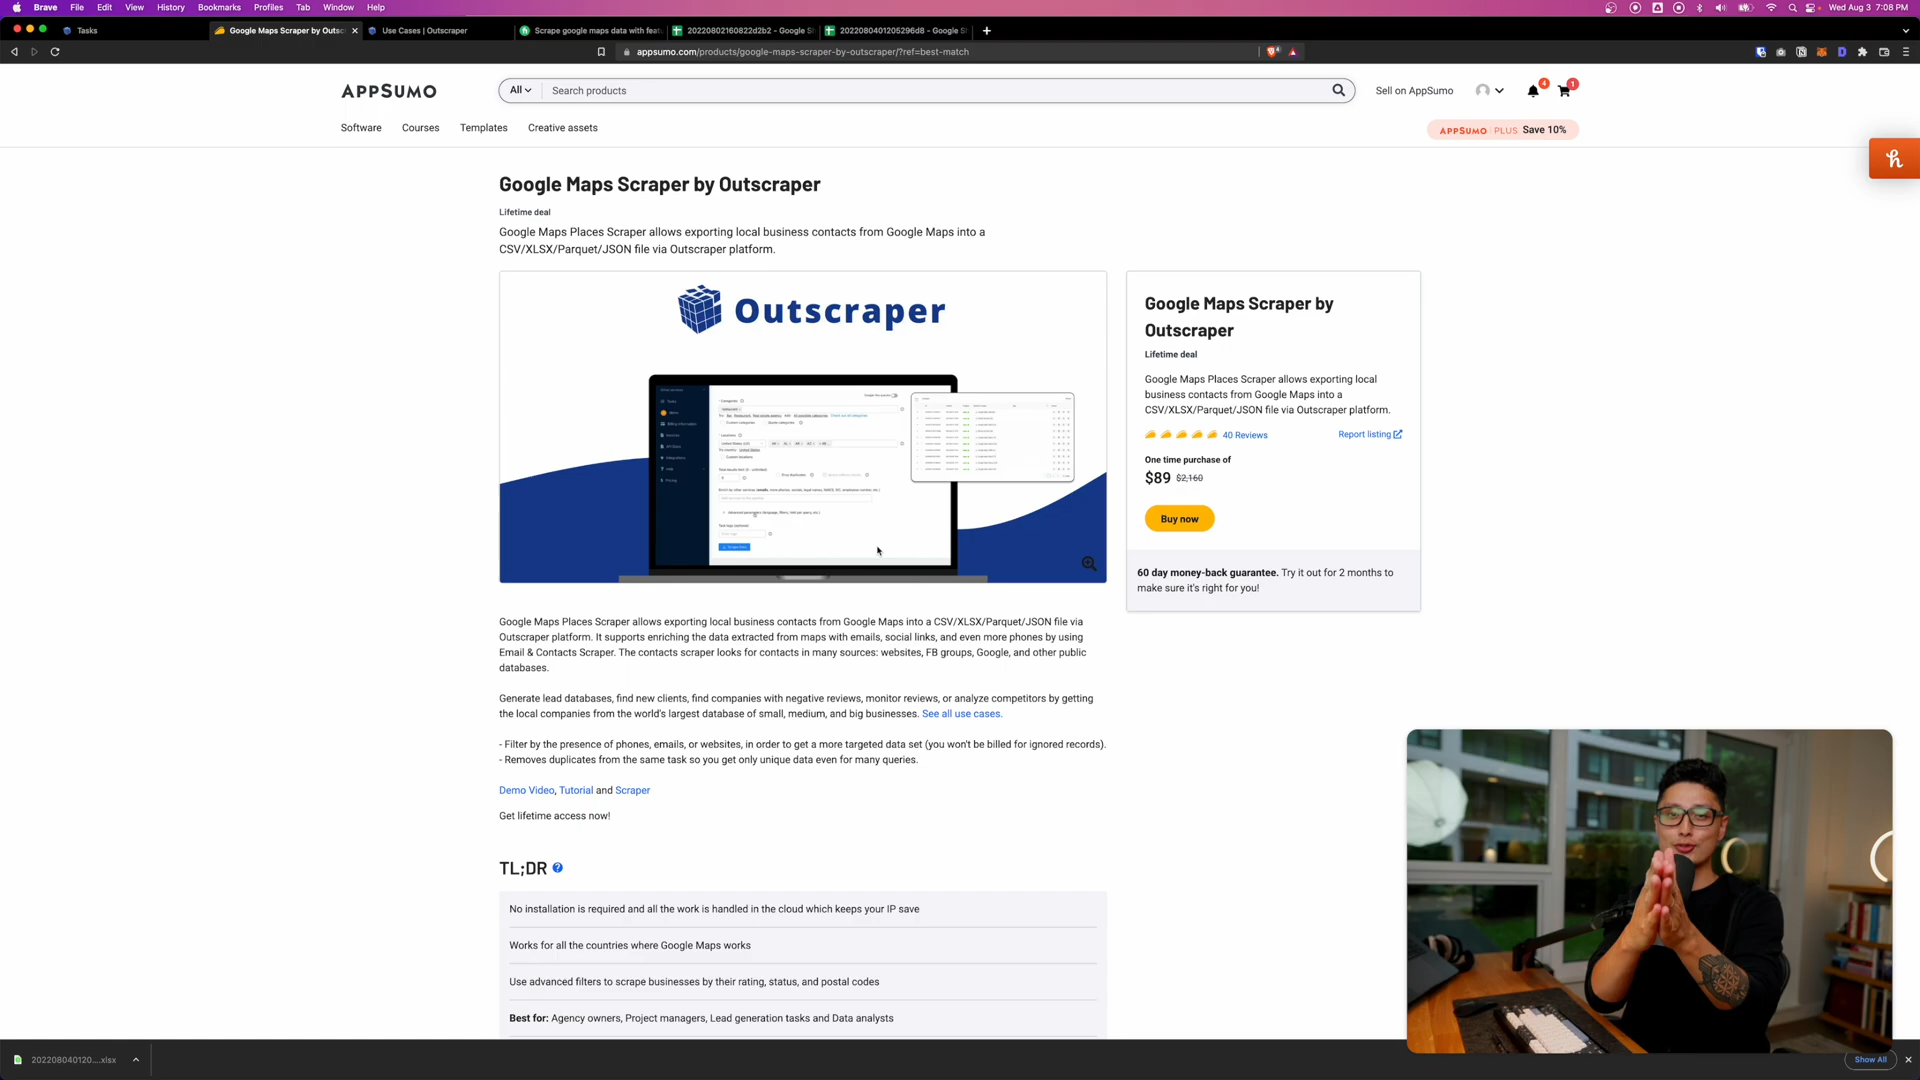 Brave File Edit View History Bookmarks Profiles Tab Window Help
Wed Aug 3 7:08 PM
Tasks
Google Maps Scraper by Outsc
Use Cases | Outscraper
Scrape google maps data with feat
20220802160822d2b2 - Google S
2022080401205296d8 - Google S
appsumo.com/products/google-maps-scraper-by-outscraper/?ref=best-match
APPSUMO
All
Search products
Sell on AppSumo
4
1
Software
Courses
Templates
Creative assets
APPSUMO PLUS Save 10%
Google Maps Scraper by Outscraper
Lifetime deal
Google Maps Places Scraper allows exporting local business contacts from Google Maps into a
CSV/XLSX/Parquet/JSON file via Outscraper platform.
Outscraper
Google Maps Scraper by
Outscraper
Lifetime deal
Google Maps Places Scraper allows exporting local
business contacts from Google Maps into a
CSV/XLSX/Parquet/JSON file via Outscraper platform.
40 Reviews
Report listing
One time purchase of
$89 $2,160
Buy now
60 day money-back guarantee. Try it out for 2 months to
make sure it's right for you!
Google Maps Places Scraper allows exporting local business contacts from Google Maps into a CSV/XLSX/Parquet/JSON file via
Outscraper platform. It supports enriching the data extracted from maps with emails, social links, and even more phones by using
Email & Contacts Scraper. The contacts scraper looks for contacts in many sources: websites, FB groups, Google, and other public
databases.
Generate lead databases, find new clients, find companies with negative reviews, monitor reviews, or analyze competitors by getting
the local companies from the world's largest database of small, medium, and big businesses. See all use cases.
- Filter by the presence of phones, emails, or websites, in order to get a more targeted data set (you won't be billed for ignored records).
- Removes duplicates from the same task so you get only unique data even for many queries.
Demo Video, Tutorial and Scraper
Get lifetime access now!
TL;DR
No installation is required and all the work is handled in the cloud which keeps your IP save
Works for all the countries where Google Maps works
Use advanced filters to scrape businesses by their rating, status, and postal codes
Best for: Agency owners, Project managers, Lead generation tasks and Data analysts
202208040120....xlsx
Show All